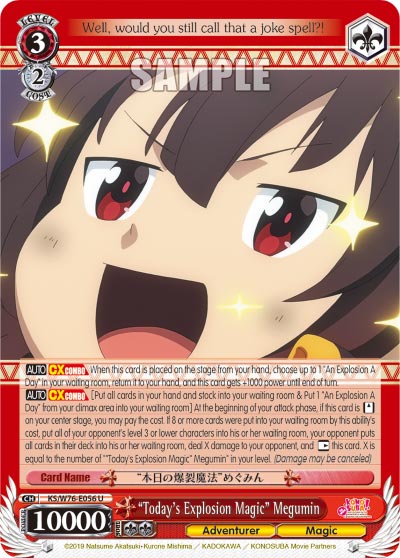 LEVEL
3
2
COST
Well, would you still call that a joke spell?!
SAMPLE
AUTO CX COMBO When this card is placed on the stage from your hand, choose up to 1 "An Explosion A
Day" in your waiting room, return it to your hand, and this card gets +1000 power until end of turn.
AUTO CX COMBO [Put all cards in your hand and stock into your waiting room & Put 1 "An Explosion A
Day" from your climax area into your waiting room] At the beginning of your attack phase, if this card is
on your center stage, you may pay the cost. If 8 or more cards were put into your waiting room by this ability's
cost, put all of your opponent's level 3 or lower characters into his or her waiting room, your opponent puts
all cards in their deck into his or her waiting room, deal X damage to your opponent, and this card. X is
equal to the number of ""Today's Explosion Magic" Megumin" in your level. (Damage may be canceled)
Card Name
"本日の爆裂魔法"めぐみん
CH KS/W76-E056 U
"Today's Explosion Magic" Megumin
10000
Adventurer
Magic
©2019 Natsume Akatsuki・Kurone Mishima / KADOKAWA / KONOSUBA Movie Partners